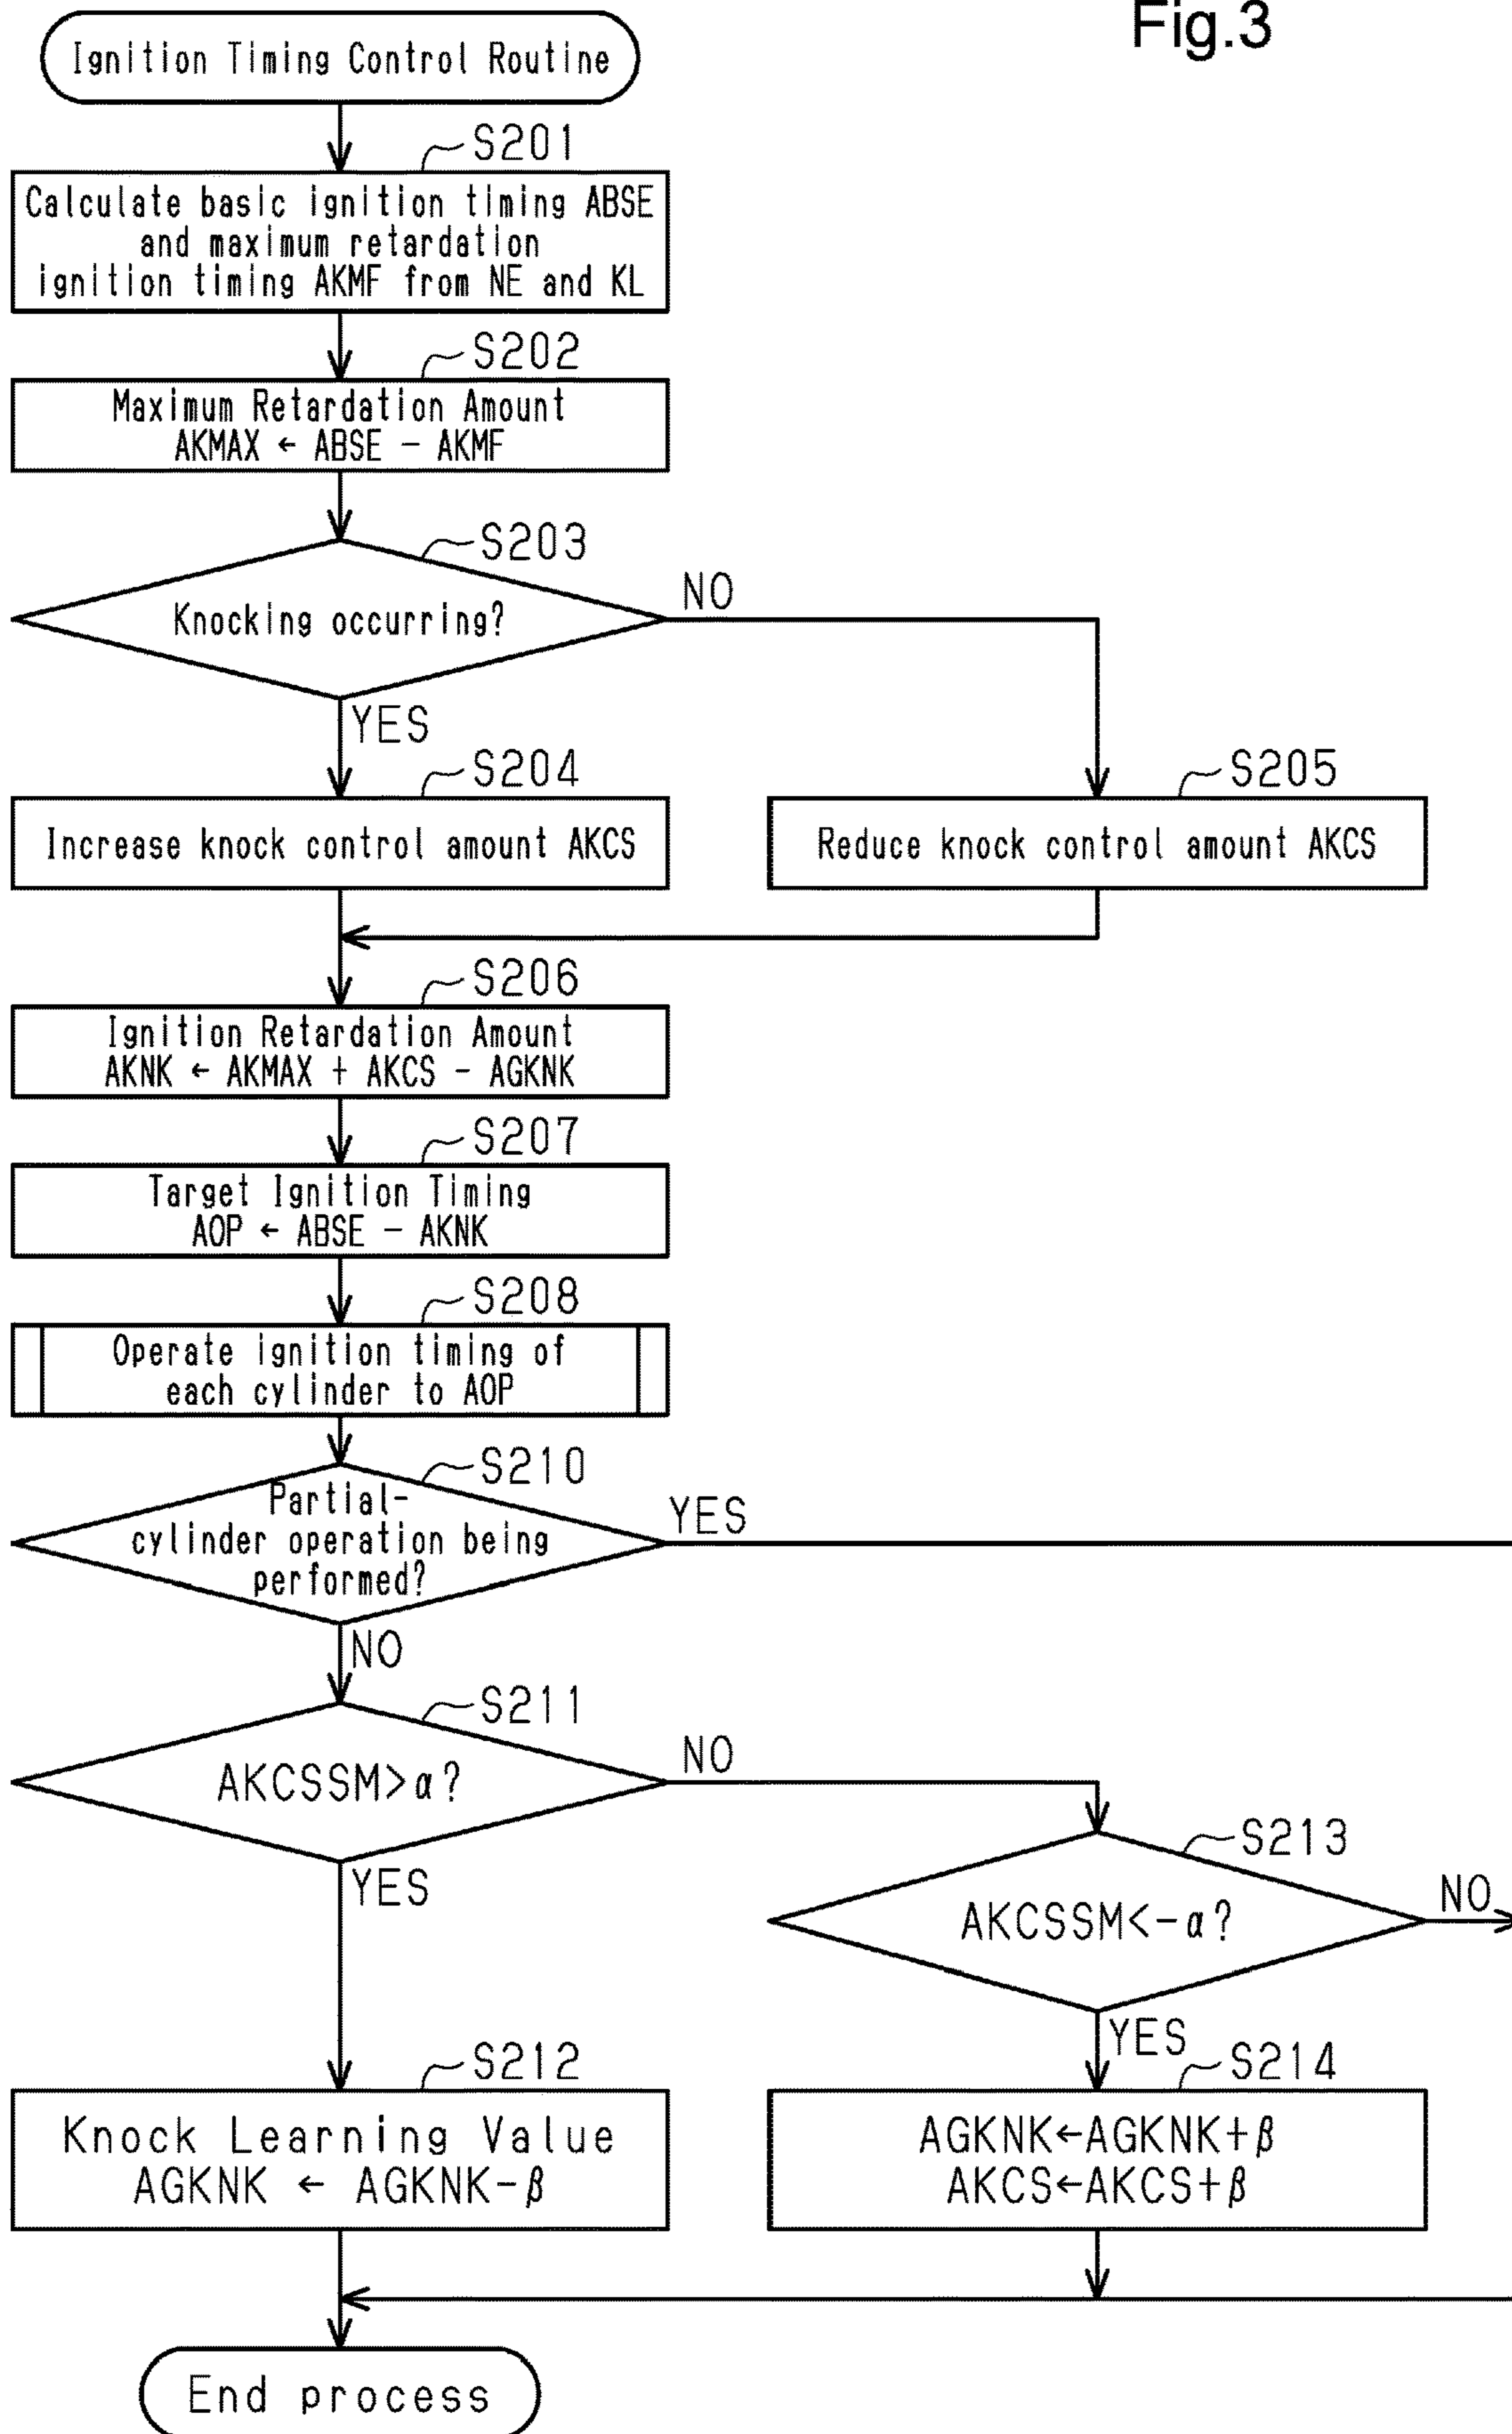 Fig.3
Ignition Timing Control Routine
S201
Calculate basic ignition timing ABSE
and maximum retardation
ignition timing AKMF from NE and KL
S202
Maximum Retardation Amount
AKMAX ← ABSE − AKMF
S203
Knocking occurring?
NO
YES
S204
Increase knock control amount AKCS
S205
Reduce knock control amount AKCS
S206
Ignition Retardation Amount
AKNK ← AKMAX + AKCS − AGKNK
S207
Target Ignition Timing
AOP ← ABSE − AKNK
S208
Operate ignition timing of
each cylinder to AOP
S210
Partial-
cylinder operation being
performed?
YES
NO
S211
AKCSSM>α?
NO
YES
S213
AKCSSM<−α?
NO
YES
S212
Knock Learning Value
AGKNK ← AGKNK−β
S214
AGKNK←AGKNK+β
AKCS←AKCS+β
End process